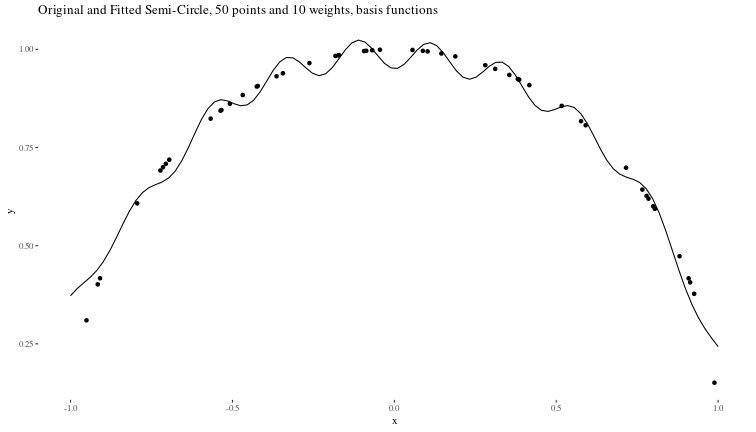 Original and Fitted Semi-Circle, 50 points and 10 weights, basis functions
1.00
0.75
y
0.50
0.25
-1.0 -0.5 0.0 0.5 1.0
x